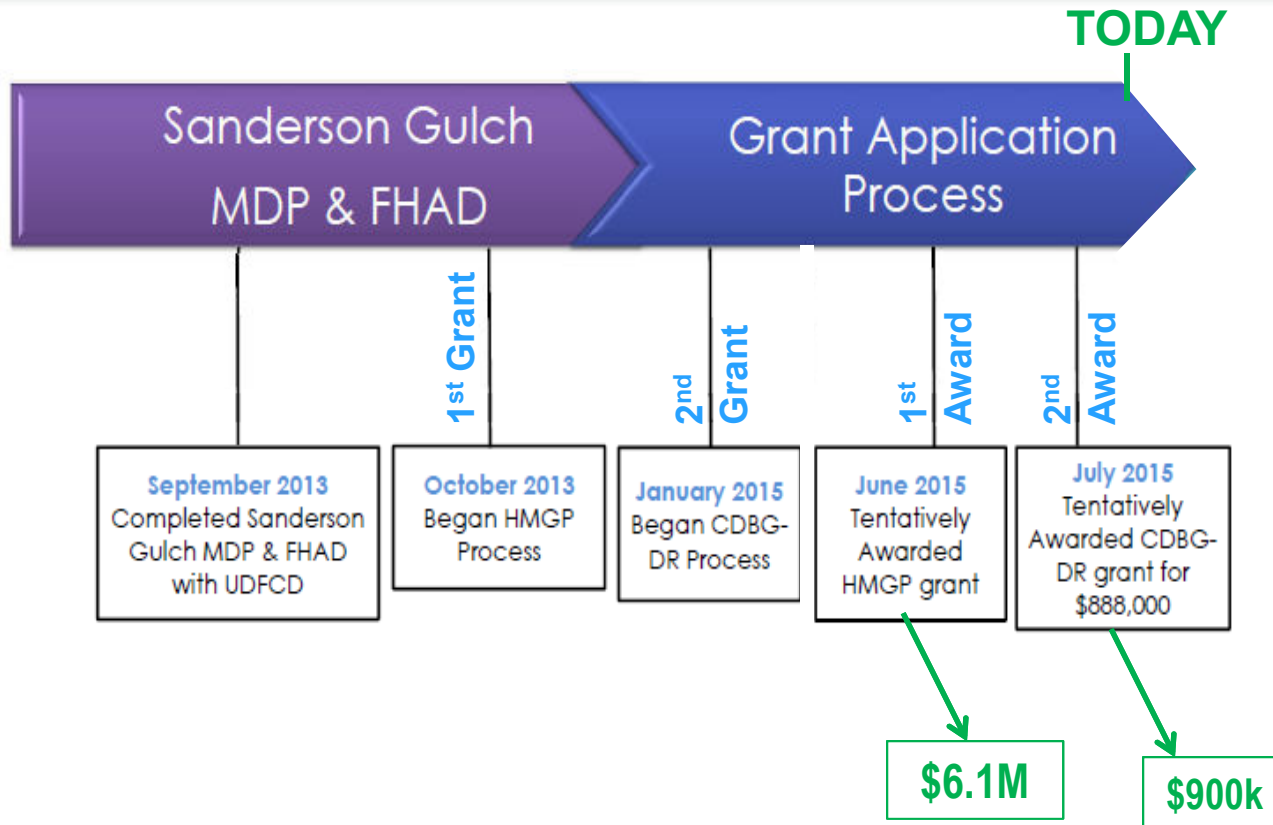 TODAY
Sanderson Gulch
MDP & FHAD
Grant Application
Process
1st Grant
2nd
Grant
1st
Award
2nd
Award
September 2013
Completed Sanderson
Gulch MDP & FHAD
with UDFCD
October 2013
Began HMGP
Process
January 2015
Began CDBG-
DR Process
June 2015
Tentatively
Awarded
HMGP grant
July 2015
Tentatively
Awarded CDBG-
DR grant for
$888,000
$6.1M
$900k